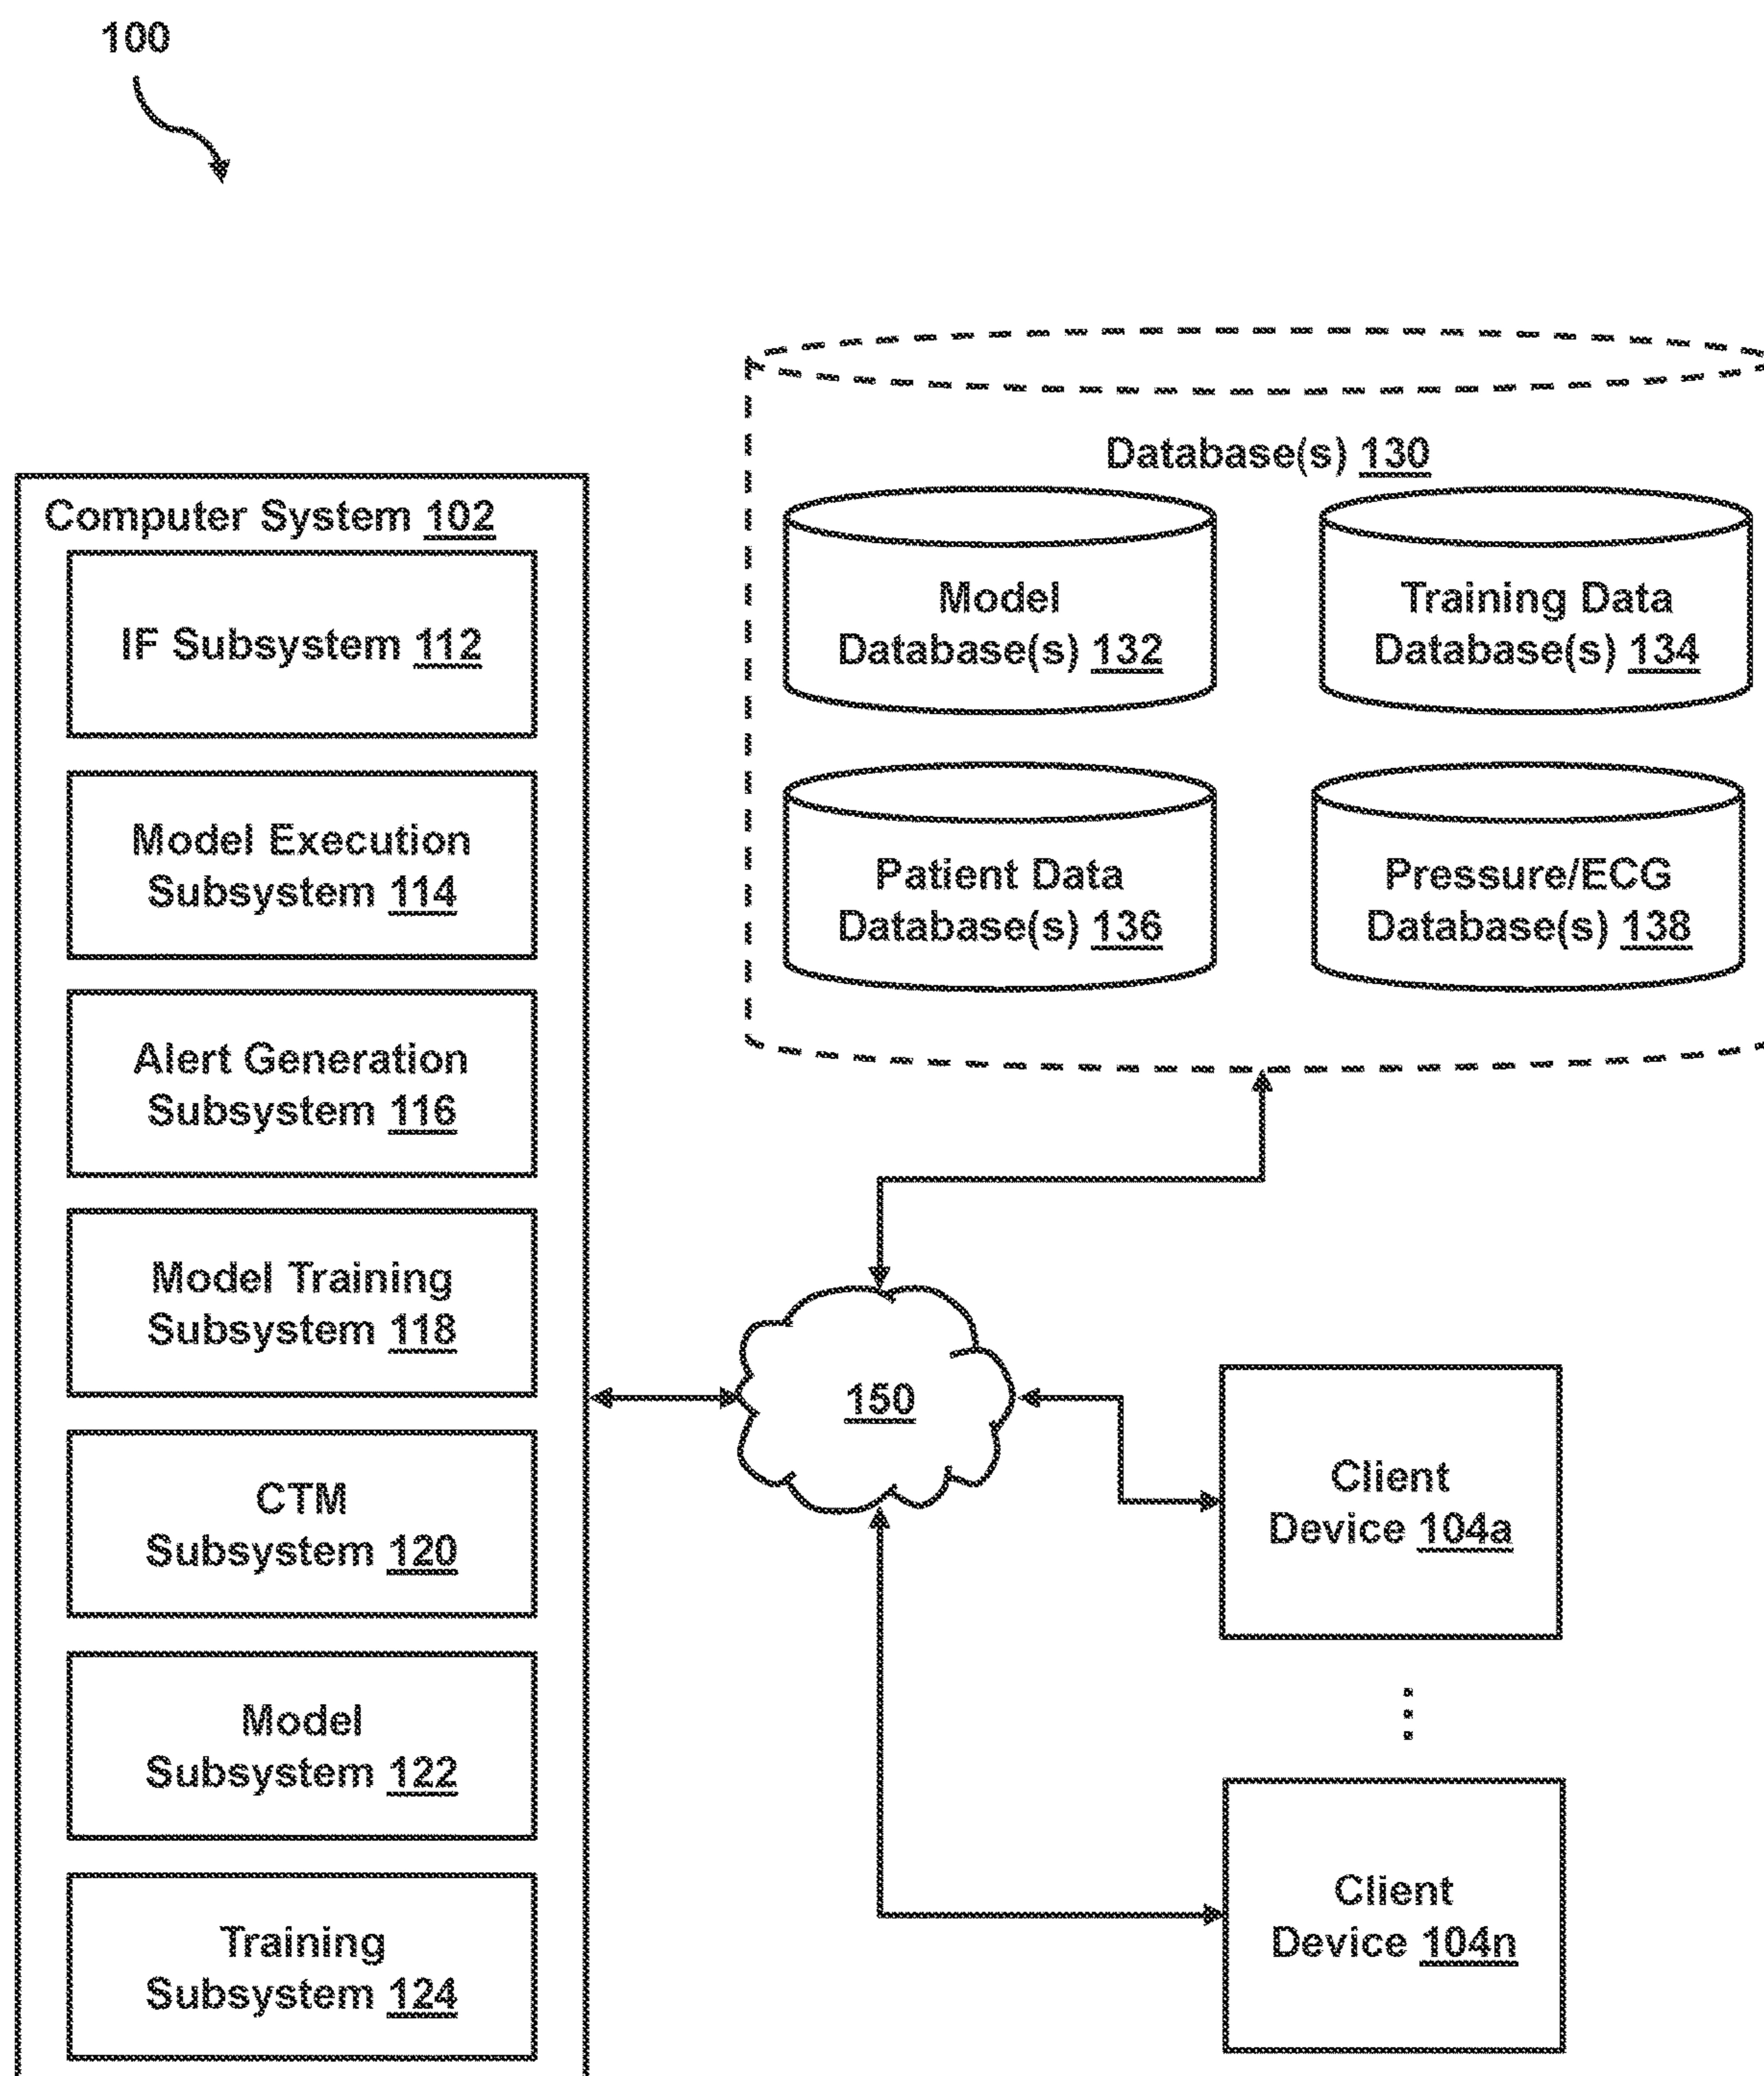 100
Computer System 102
IF Subsystem 112
Model Execution
Subsystem 114
Alert Generation
Subsystem 116
Model Training
Subsystem 118
CTM
Subsystem 120
Model
Subsystem 122
Training
Subsystem 124
Database(s) 130
Model
Database(s) 132
Training Data
Database(s) 134
Patient Data
Database(s) 136
Pressure/ECG
Database(s) 138
150
Client
Device 104a
Client
Device 104n